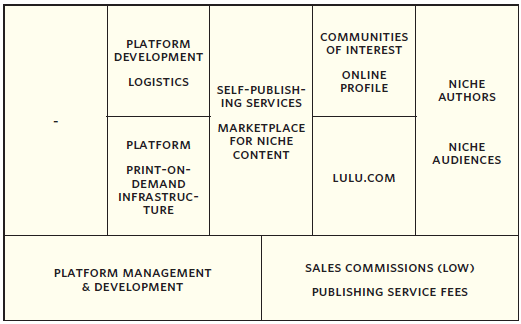 -
PLATFORM
DEVELOPMENT
LOGISTICS
PLATFORM
PRINT-ON-
DEMAND
INFRASTRUC-
TURE
SELF-PUBLISH-
ING SERVICES
MARKETPLACE
FOR NICHE
CONTENT
COMMUNITIES
OF INTEREST
ONLINE
PROFILE
LULU.COM
NICHE
AUTHORS
NICHE
AUDIENCES
PLATFORM MANAGEMENT
& DEVELOPMENT
SALES COMMISSIONS (LOW)
PUBLISHING SERVICE FEES